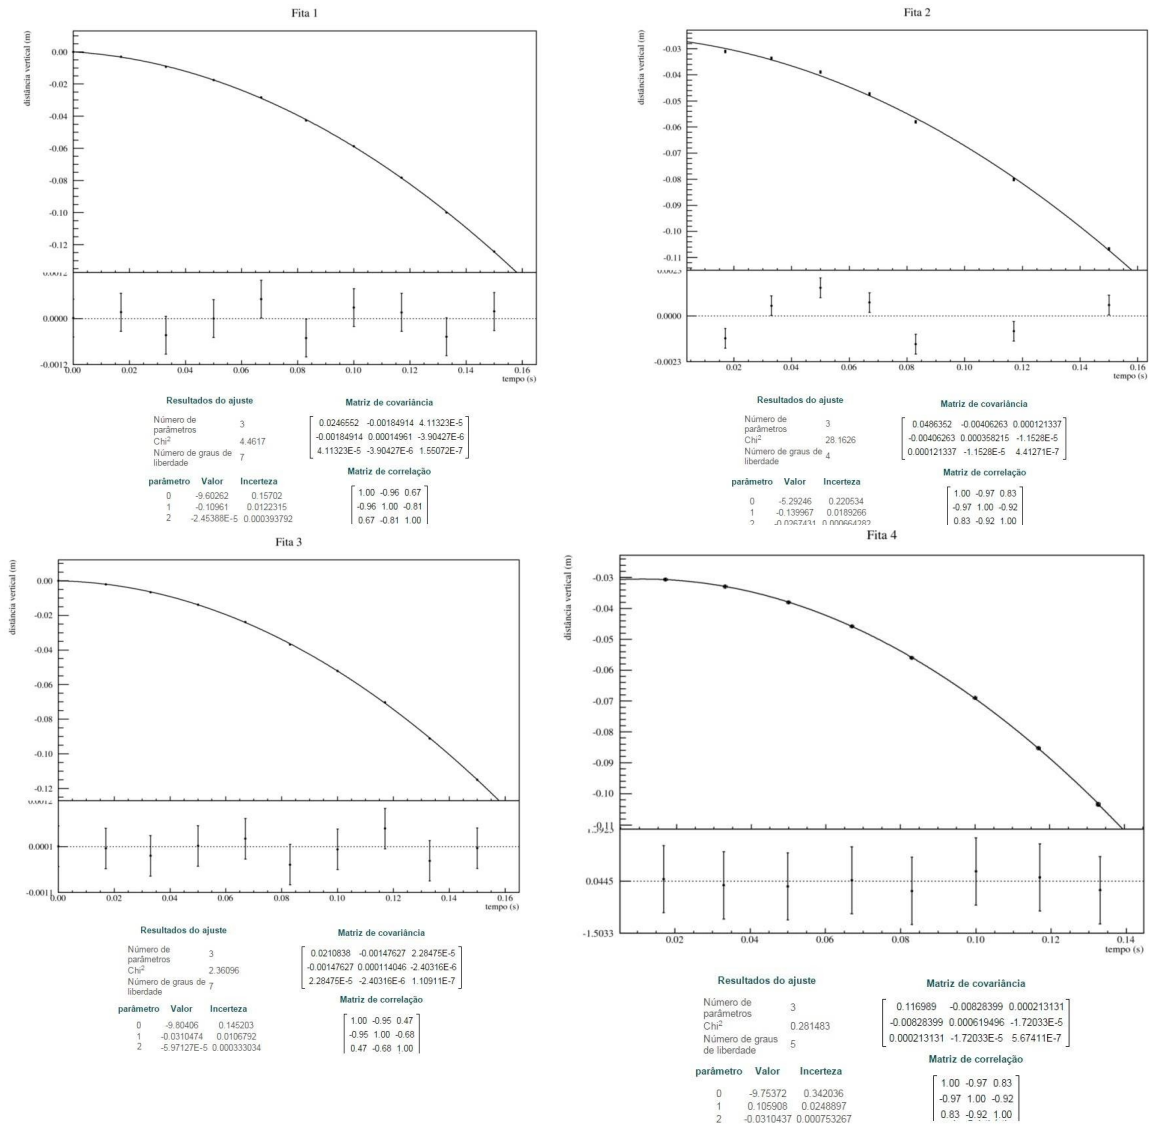 Fita 1
distância vertical (m)
0.00
-0.02
-0.04
-0.06
-0.08
-0.10
-0.12
0.0012
0.0000
-0.0012
0.00 0.02 0.04 0.06 0.08 0.10 0.12 0.14 0.16
tempo (s)
Resultados do ajuste
Número de parâmetros 3
Chi² 4.4617
Número de graus de liberdade 7
parâmetro Valor Incerteza
0 -9.60262 0.15702
1 -0.10961 0.0122315
2 -2.45388E-5 0.000393792
Matriz de covariância
0.0246552 -0.00184914 4.11323E-5
-0.00184914 0.00014961 -3.90427E-6
4.11323E-5 -3.90427E-6 1.55072E-7
Matriz de correlação
1.00 -0.96 0.67
-0.96 1.00 -0.81
0.67 -0.81 1.00
Fita 2
distância vertical (m)
-0.03
-0.04
-0.05
-0.06
-0.07
-0.08
-0.09
-0.10
-0.11
0.0023
0.0000
-0.0023
0.02 0.04 0.06 0.08 0.10 0.12 0.14 0.16
tempo (s)
Resultados do ajuste
Número de parâmetros 3
Chi² 28.1626
Número de graus de liberdade 4
parâmetro Valor Incerteza
0 -5.29246 0.220534
1 -0.139967 0.0189266
2 -0.0267431 0.000664282
Matriz de covariância
0.0486352 -0.00406263 0.000121337
-0.00406263 0.000358215 -1.1528E-5
0.000121337 -1.1528E-5 4.41271E-7
Matriz de correlação
1.00 -0.97 0.83
-0.97 1.00 -0.92
0.83 -0.92 1.00
Fita 3
distância vertical (m)
0.00
-0.02
-0.04
-0.06
-0.08
-0.10
-0.12
0.0012
0.0001
-0.0011
0.00 0.02 0.04 0.06 0.08 0.10 0.12 0.14 0.16
tempo (s)
Resultados do ajuste
Número de parâmetros 3
Chi² 2.36096
Número de graus de liberdade 7
parâmetro Valor Incerteza
0 -9.80406 0.145203
1 -0.0310474 0.0106792
2 -5.97127E-5 0.000333034
Matriz de covariância
0.0210838 -0.00147627 2.28475E-5
-0.00147627 0.000114046 -2.40316E-6
2.28475E-5 -2.40316E-6 1.10911E-7
Matriz de correlação
1.00 -0.95 0.47
-0.95 1.00 -0.68
0.47 -0.68 1.00
Fita 4
distância vertical (m)
-0.03
-0.04
-0.05
-0.06
-0.07
-0.08
-0.09
-0.10
-0.11
0.0445
-1.5033
0.02 0.04 0.06 0.08 0.10 0.12 0.14
tempo (s)
Resultados do ajuste
Número de parâmetros 3
Chi² 0.281483
Número de graus de liberdade 5
parâmetro Valor Incerteza
0 -9.75372 0.342036
1 0.105908 0.0248897
2 -0.0310437 0.000753267
Matriz de covariância
0.116989 -0.00828399 0.000213131
-0.00828399 0.000619496 -1.72033E-5
0.000213131 -1.72033E-5 5.67411E-7
Matriz de correlação
1.00 -0.97 0.83
-0.97 1.00 -0.92
0.83 -0.92 1.00